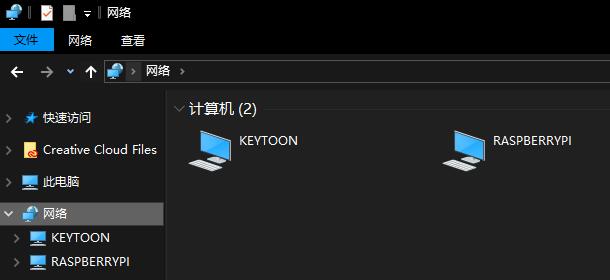 网络
文件 网络 查看
网络
快速访问
Creative Cloud Files
此电脑
网络
KEYTOON
RASPBERRYPI
计算机 (2)
KEYTOON
RASPBERRYPI